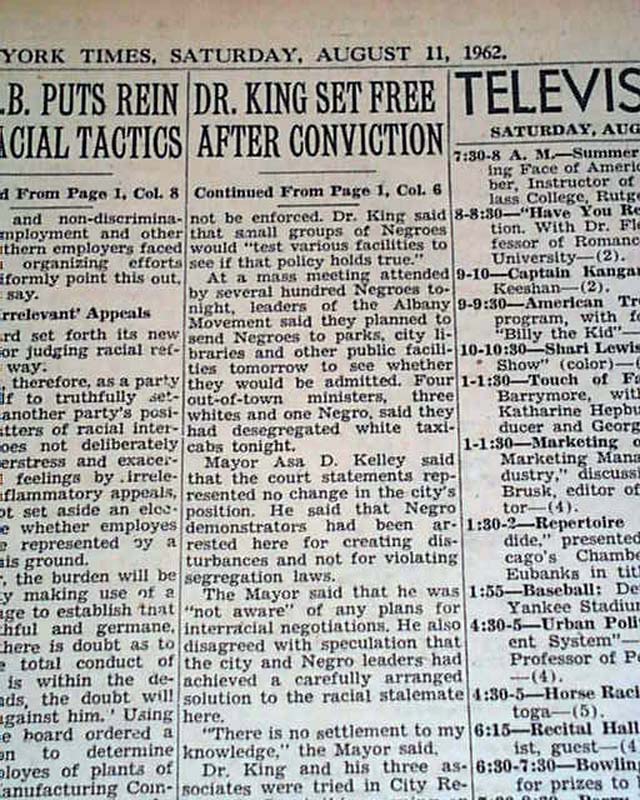 YORK TIMES, SATURDAY, AUGUST 11, 1962.
.B. PUTS REIN
ACIAL TACTICS
d From Page 1, Col. 8
and non-discrimina-
mployment and other
thern employers faced
organizing efforts
iformly point this out,
say.
rrelevant' Appeals
rd set forth its new
or judging racial ref-
way.
, therefore, as a party
lf to truthfully set-
another party's posi-
tters of racial inter-
oes not deliberately
erstress and exacer-
feelings by irrele-
flammatory appeals,
ot set aside an elec-
e whether employes
represented by a
is ground.
r, the burden will be
y making use of a
age to establish that
hful and germane,
here is doubt as to
total conduct of
is within the de-
ds, the doubt will
against him." Using
e board ordered a
on to determine
loyes of plants of
anufacturing Com-
DR. KING SET FREE
AFTER CONVICTION
Continued From Page 1, Col. 6
not be enforced. Dr. King said
that small groups of Negroes
would "test various facilities to
see if that policy holds true."
At a mass meeting attended
by several hundred Negroes to-
night, leaders of the Albany
Movement said they planned to
send Negroes to parks, city li-
braries and other public facili-
ties tomorrow to see whether
they would be admitted. Four
out-of-town ministers, three
whites and one Negro, said they
had desegregated white taxi-
cabs tonight.
Mayor Asa D. Kelley said
that the court statements rep-
resented no change in the city's
position. He said that Negro
demonstrators had been ar-
rested here for creating dis-
turbances and not for violating
segregation laws.
The Mayor said that he was
"not aware" of any plans for
interracial negotiations. He also
disagreed with speculation that
the city and Negro leaders had
achieved a carefully arranged
solution to the racial stalemate
here.
"There is no settlement to my
knowledge," the Mayor said.
Dr. King and his three as-
sociates were tried in City Re-
TELEVIS
SATURDAY, AUG
7:30-8 A. M.—Summer
ing Face of Americ
ber, Instructor of
lass College, Rutge
8-8:30—"Have You Re
tion. With Dr. Fle
fessor of Romanc
University—(2).
9-10—Captain Kangar
Keeshan—(2).
9-9:30—American Tr
program, with fo
"Billy the Kid"—
10-10:30—Shari Lewis
Show" (color)—(
1-1:30—Touch of Fa
Barrymore, with
Katharine Hepbu
ducer and Georg
1-1:30—Marketing o
Marketing Mana
dustry," discussi
Brusk, editor of
tor—(4).
1:30-2—Repertoire
dide," presented
cago's Chambe
Eubanks in titl
1:55—Baseball: De
Yankee Stadiu
4:30-5—Urban Poli
ent System"—
Professor of Po
—(4).
4:30-5—Horse Raci
toga—(5).
6:15—Recital Hall
ist, guest—(4
6:30-7:30—Bowling
for prizes to